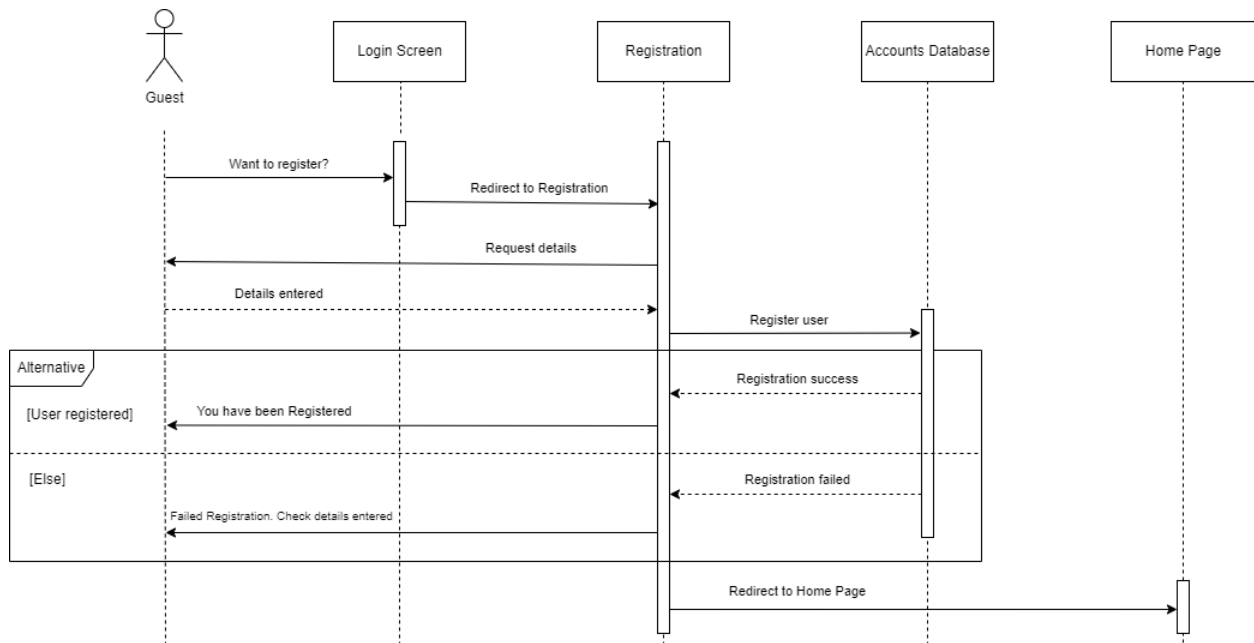 Login Screen
Registration
Accounts Database
Home Page
Guest
Want to register?
Redirect to Registration
Request details
Details entered
Register user
Alternative
Registration success
[User registered]
You have been Registered
[Else]
Registration failed
Failed Registration. Check details entered
Redirect to Home Page